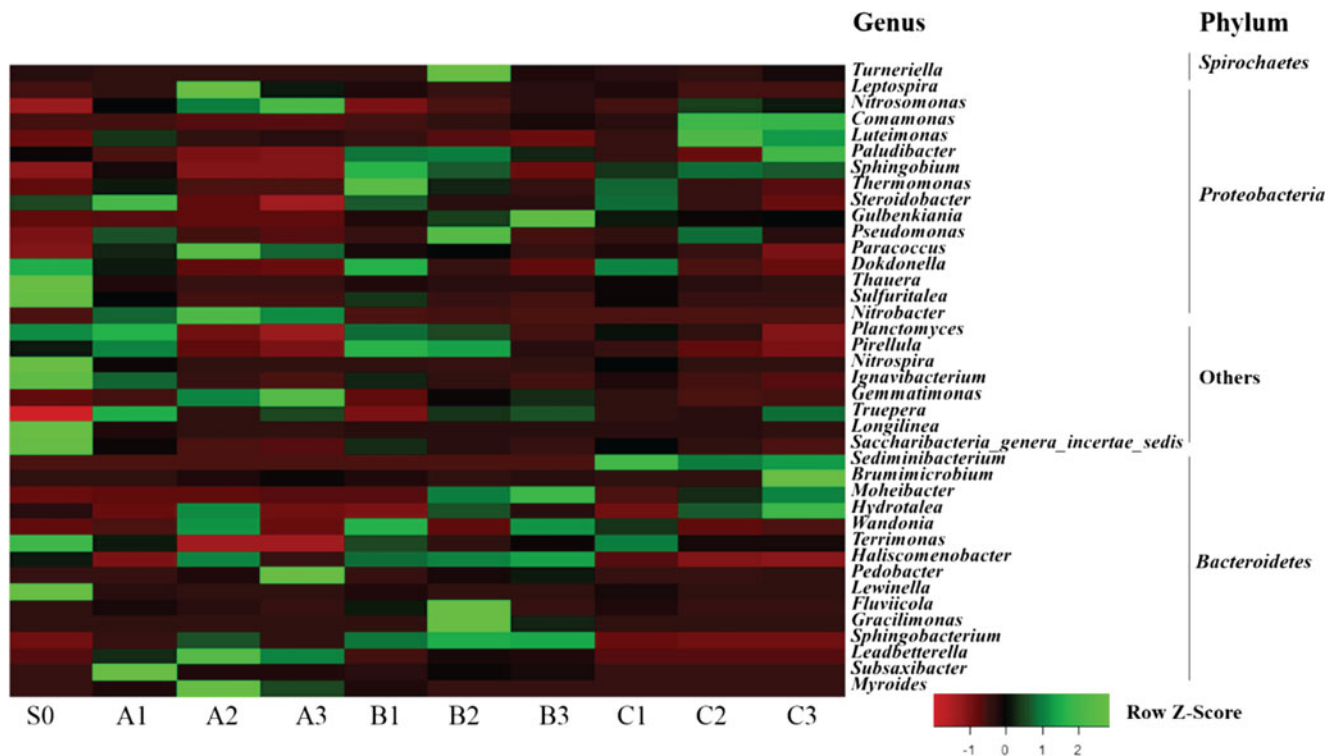 Genus Phylum
Turneriella
Leptospira
Nitrosomonas
Comamonas
Luteimonas
Paludibacter
Sphingobium
Thermomonas
Steroidobacter
Gulbenkiania
Pseudomonas
Paracoccus
Dokdonella
Thauera
Sulfuritalea
Nitrobacter
Planctomyces
Pirellula
Nitrospira
Ignavibacterium
Gemmatimonas
Truepera
Longilinea
Saccharibacteria_genera_incertae_sedis
Sediminibacterium
Brumimicrobium
Moheibacter
Hydrotalea
Wandonia
Terrimonas
Haliscomenobacter
Pedobacter
Lewinella
Fluviicola
Gracilimonas
Sphingobacterium
Leadbetterella
Subsaxibacter
Myroides
Spirochaetes
Proteobacteria
Others
Bacteroidetes
S0 A1 A2 A3 B1 B2 B3 C1 C2 C3
Row Z-Score
-1 0 1 2